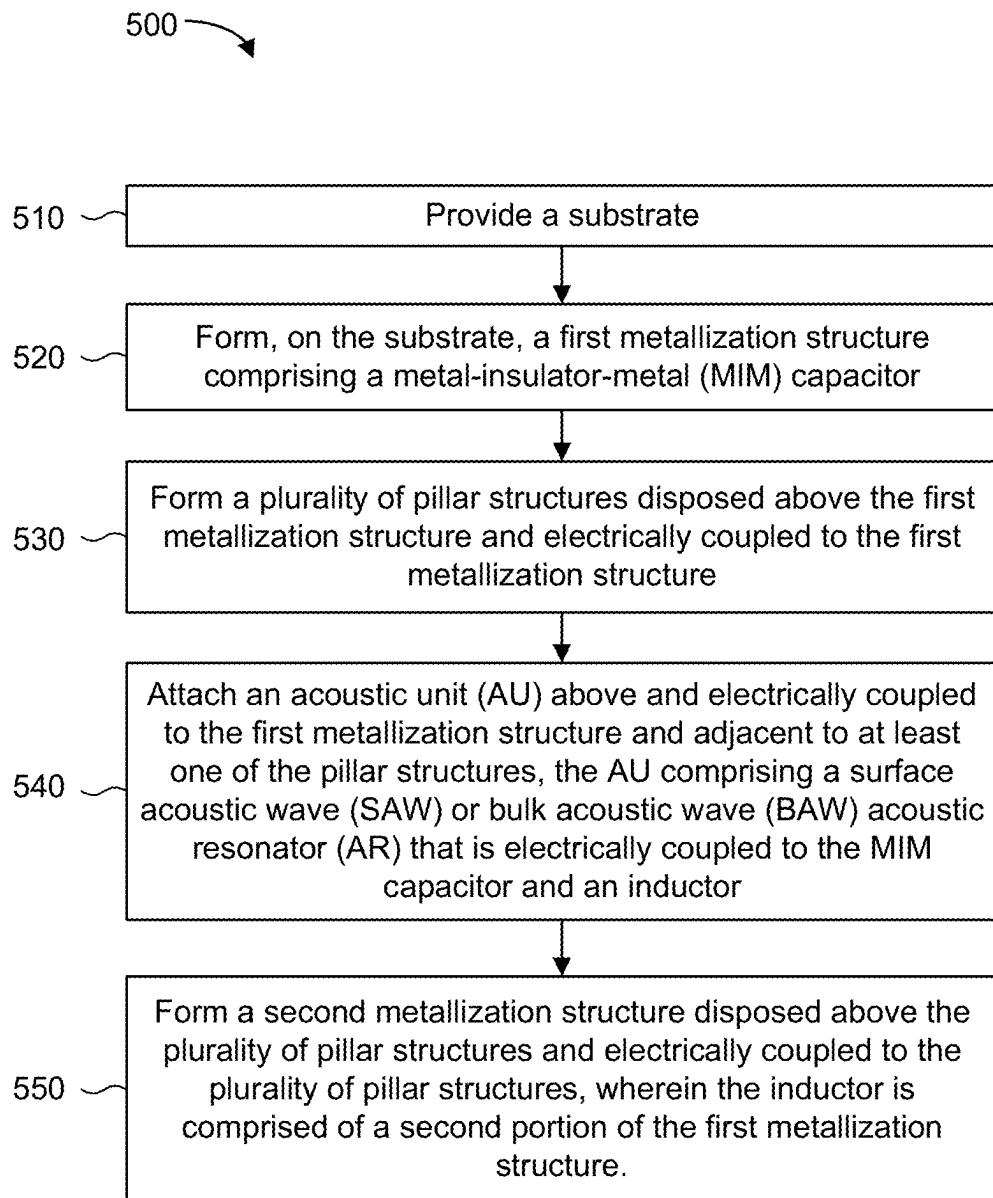 500
510
Provide a substrate
520
Form, on the substrate, a first metallization structure
comprising a metal-insulator-metal (MIM) capacitor
530
Form a plurality of pillar structures disposed above the first
metallization structure and electrically coupled to the first
metallization structure
540
Attach an acoustic unit (AU) above and electrically coupled
to the first metallization structure and adjacent to at least
one of the pillar structures, the AU comprising a surface
acoustic wave (SAW) or bulk acoustic wave (BAW) acoustic
resonator (AR) that is electrically coupled to the MIM
capacitor and an inductor
550
Form a second metallization structure disposed above the
plurality of pillar structures and electrically coupled to the
plurality of pillar structures, wherein the inductor is
comprised of a second portion of the first metallization
structure.